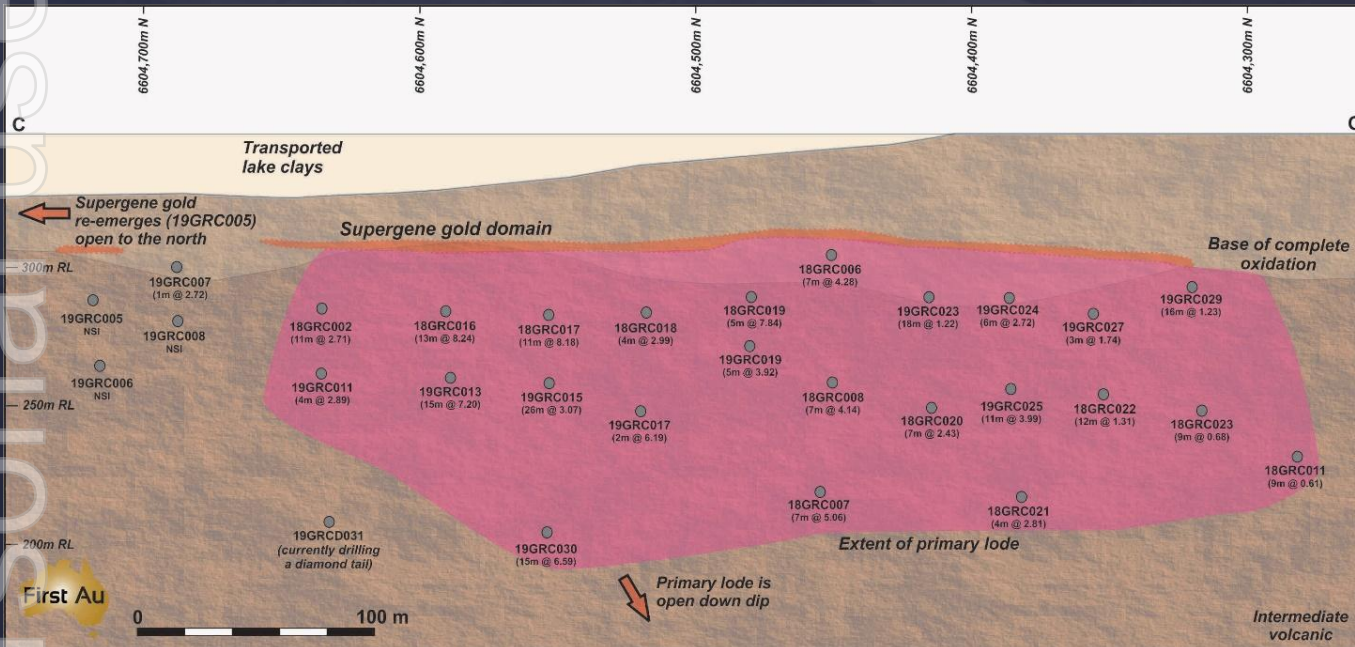 6604,700m N
6604,600m N
6604,500m N
6604,400m N
6604,300m N
C
Transported
lake clays
Supergene gold
re-emerges (19GRC005)
open to the north
Supergene gold domain
Base of complete
oxidation
300m RL
19GRC007
(1m @ 2.72)
19GRC005
NSI
19GRC008
NSI
19GRC006
NSI
18GRC002
(11m @ 2.71)
18GRC016
(13m @ 8.24)
18GRC017
(11m @ 8.18)
18GRC018
(4m @ 2.99)
18GRC006
(7m @ 4.28)
18GRC019
(5m @ 7.84)
19GRC023
(18m @ 1.22)
19GRC024
(6m @ 2.72)
19GRC027
(3m @ 1.74)
19GRC029
(16m @ 1.23)
19GRC019
(5m @ 3.92)
19GRC011
(4m @ 2.89)
19GRC013
(15m @ 7.20)
19GRC015
(26m @ 3.07)
19GRC017
(2m @ 6.19)
18GRC008
(7m @ 4.14)
18GRC020
(7m @ 2.43)
19GRC025
(11m @ 3.99)
18GRC022
(12m @ 1.31)
18GRC023
(9m @ 0.68)
250m RL
18GRC011
(9m @ 0.61)
18GRC007
(7m @ 5.06)
18GRC021
(4m @ 2.81)
19GRCD031
(currently drilling
a diamond tail)
19GRC030
(15m @ 6.59)
Extent of primary lode
200m RL
Primary lode is
open down dip
First Au
0
100 m
Intermediate
volcanic